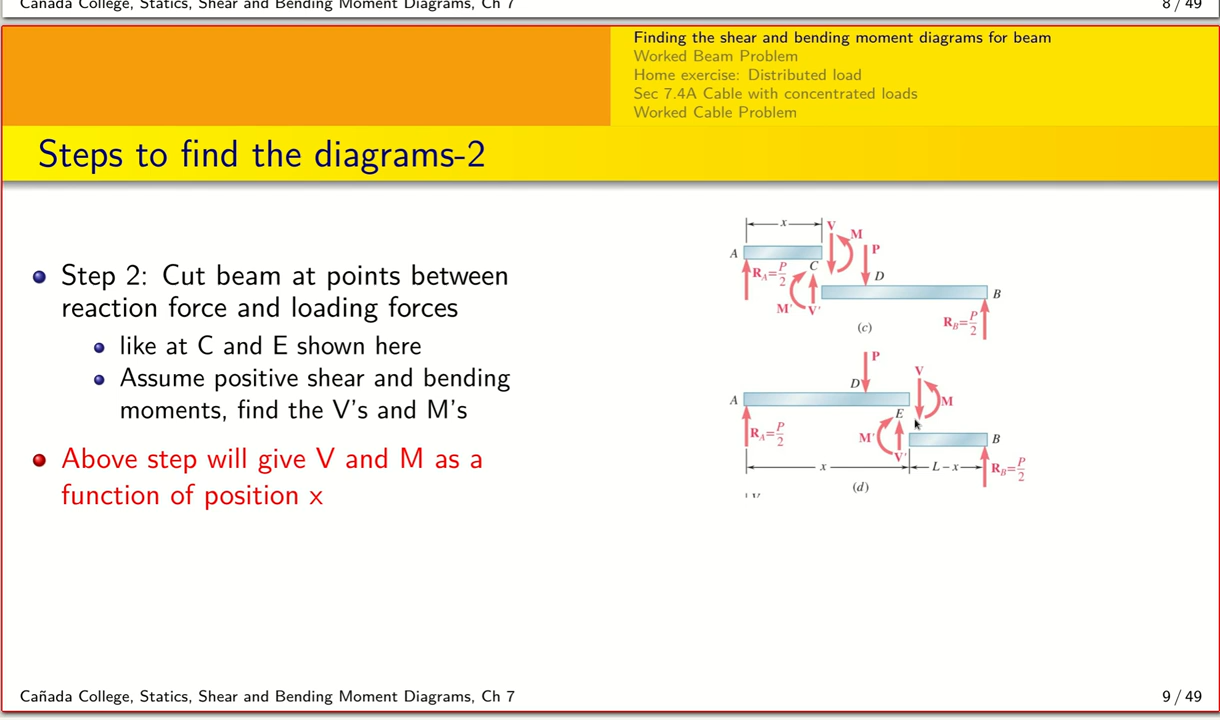 Cañada College, Statics, Shear and Bending Moment Diagrams, Ch 7
8 / 49
Finding the shear and bending moment diagrams for beam
Worked Beam Problem
Home exercise: Distributed load
Sec 7.4A Cable with concentrated loads
Worked Cable Problem
Steps to find the diagrams-2
Step 2: Cut beam at points between
reaction force and loading forces
like at C and E shown here
Assume positive shear and bending
moments, find the V's and M's
Above step will give V and M as a
function of position x
x
V
M
P
A
R_A=P/2
C
D
M'
V'
B
R_B=P/2
(c)
P
D
V
A
M
E
R_A=P/2
M'
V'
B
x
L−x
R_B=P/2
(d)
Cañada College, Statics, Shear and Bending Moment Diagrams, Ch 7
9 / 49